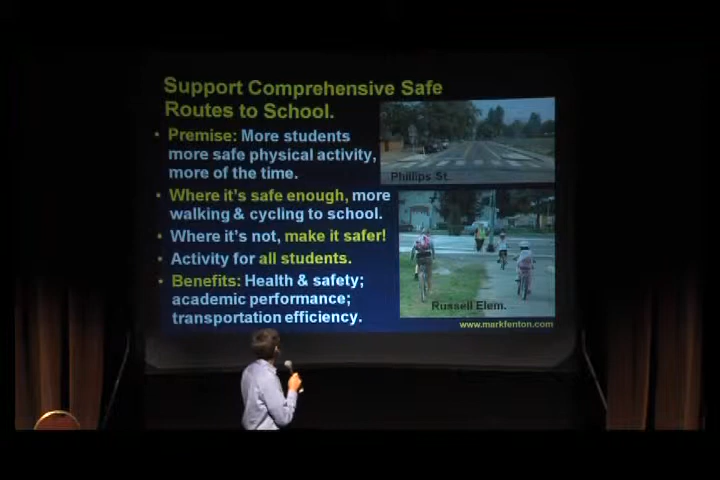 Support Comprehensive Safe
Routes to School.
• Premise: More students
more safe physical activity,
more of the time.
• Where it's safe enough, more
walking & cycling to school.
• Where it's not, make it safer!
• Activity for all students.
• Benefits: Health & safety;
academic performance;
transportation efficiency.
Phillips St.
Russell Elem.
www.markfenton.com